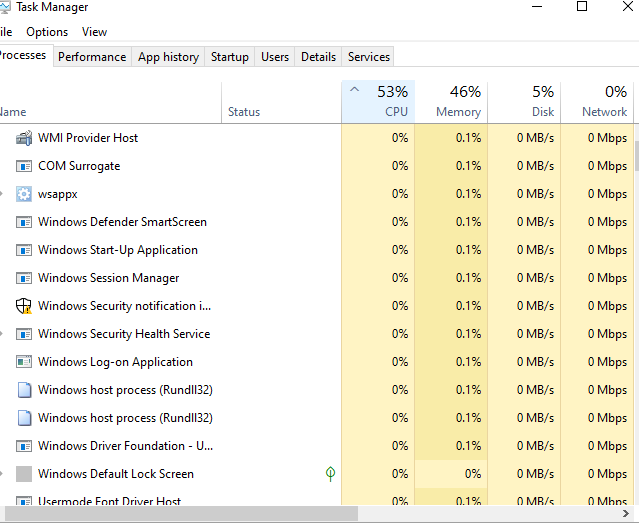 Task Manager
ile Options View
Processes Performance App history Startup Users Details Services
53% 46% 5% 0%
Name Status CPU Memory Disk Network
WMI Provider Host 0% 0.1% 0 MB/s 0 Mbps
COM Surrogate 0% 0.1% 0 MB/s 0 Mbps
wsappx 0% 0.1% 0 MB/s 0 Mbps
Windows Defender SmartScreen 0% 0.1% 0 MB/s 0 Mbps
Windows Start-Up Application 0% 0.1% 0 MB/s 0 Mbps
Windows Session Manager 0% 0.1% 0 MB/s 0 Mbps
Windows Security notification i... 0% 0.1% 0 MB/s 0 Mbps
Windows Security Health Service 0% 0.1% 0 MB/s 0 Mbps
Windows Log-on Application 0% 0.1% 0 MB/s 0 Mbps
Windows host process (Rundll32) 0% 0.1% 0 MB/s 0 Mbps
Windows host process (Rundll32) 0% 0.1% 0 MB/s 0 Mbps
Windows Driver Foundation - U... 0% 0.1% 0 MB/s 0 Mbps
Windows Default Lock Screen 0% 0% 0 MB/s 0 Mbps
Usermode Font Driver Host 0% 0.1% 0 MB/s 0 Mbps